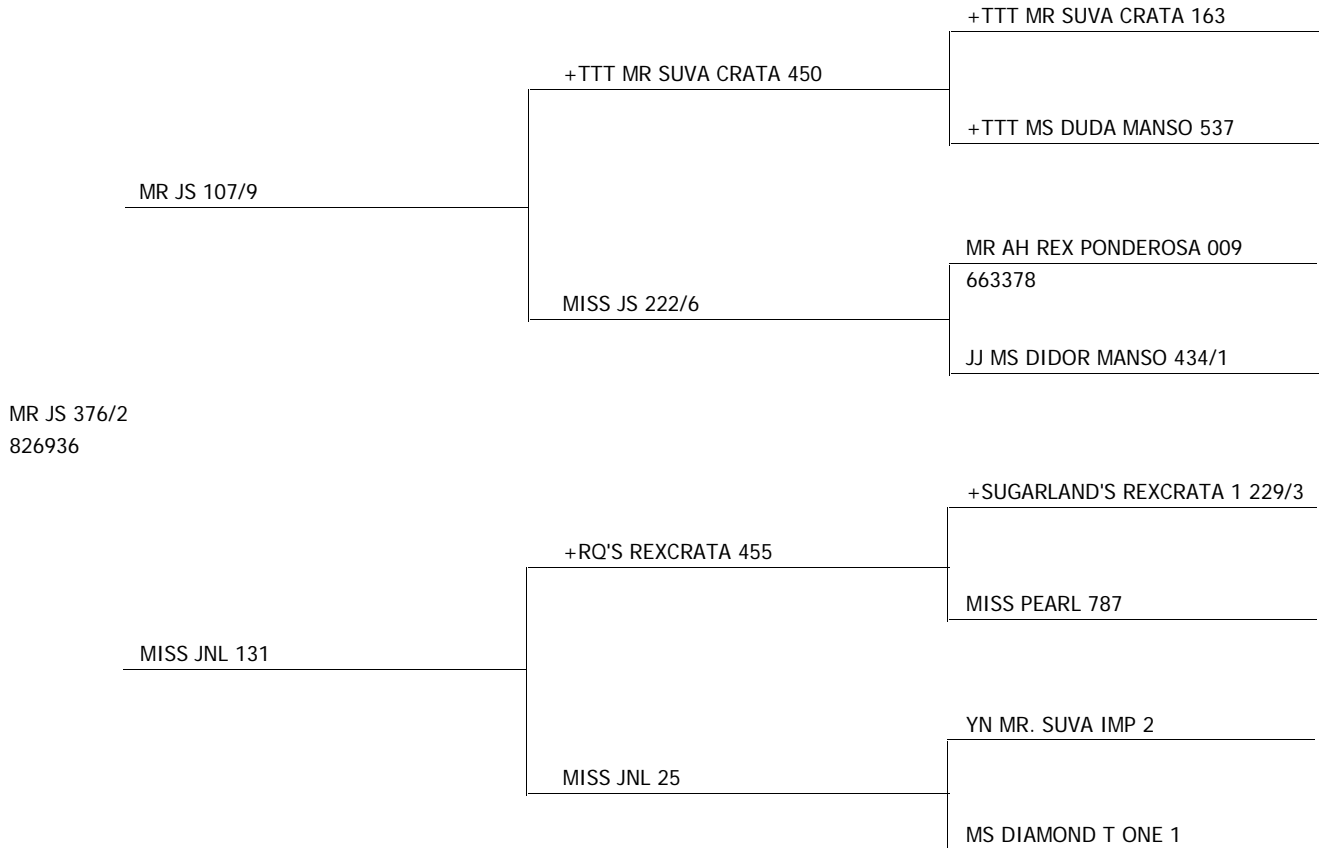 +TTT MR SUVA CRATA 163
+TTT MR SUVA CRATA 450
+TTT MS DUDA MANSO 537
MR JS 107/9
MR AH REX PONDEROSA 009
663378
MISS JS 222/6
JJ MS DIDOR MANSO 434/1
MR JS 376/2
826936
+SUGARLAND'S REXCRATA 1 229/3
+RQ'S REXCRATA 455
MISS PEARL 787
MISS JNL 131
YN MR. SUVA IMP 2
MISS JNL 25
MS DIAMOND T ONE 1